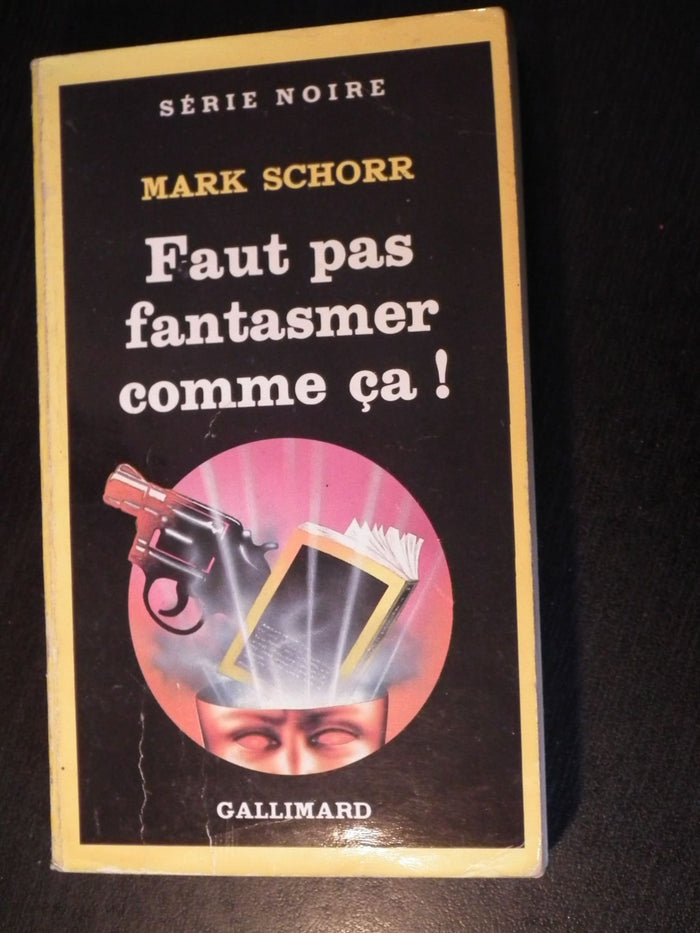 SÉRIE NOIRE
MARK SCHORR
Faut pas
fantasmer
comme ça !
GALLIMARD